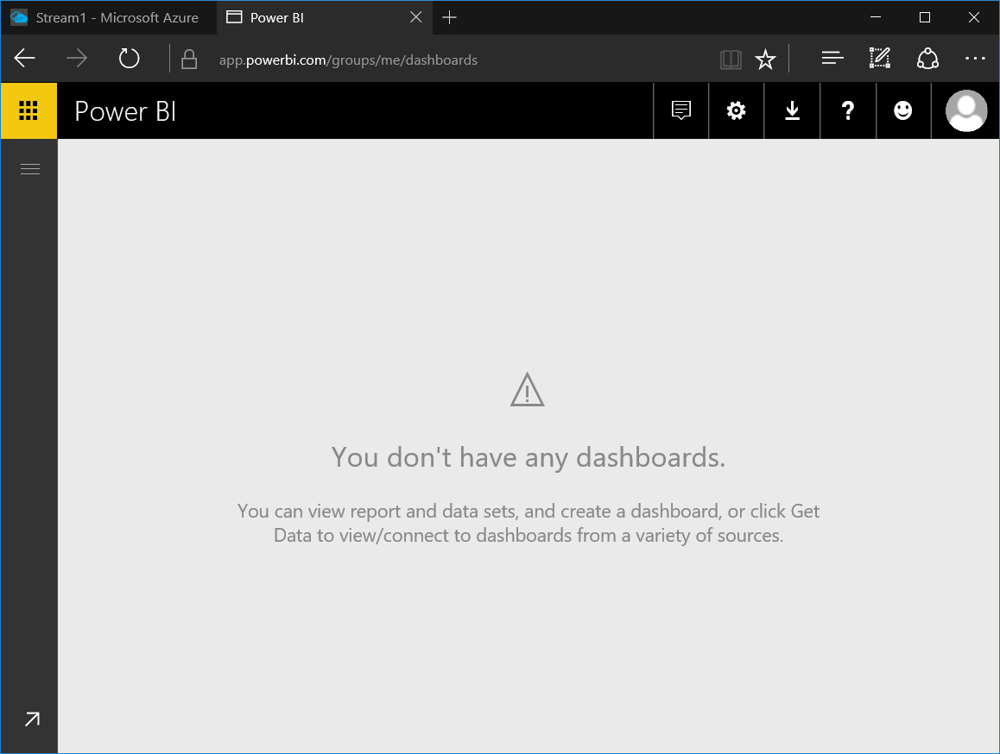 Stream1 - Microsoft Azure
Power BI
app.powerbi.com/groups/me/dashboards
Power BI
You don't have any dashboards.
You can view report and data sets, and create a dashboard, or click Get
Data to view/connect to dashboards from a variety of sources.